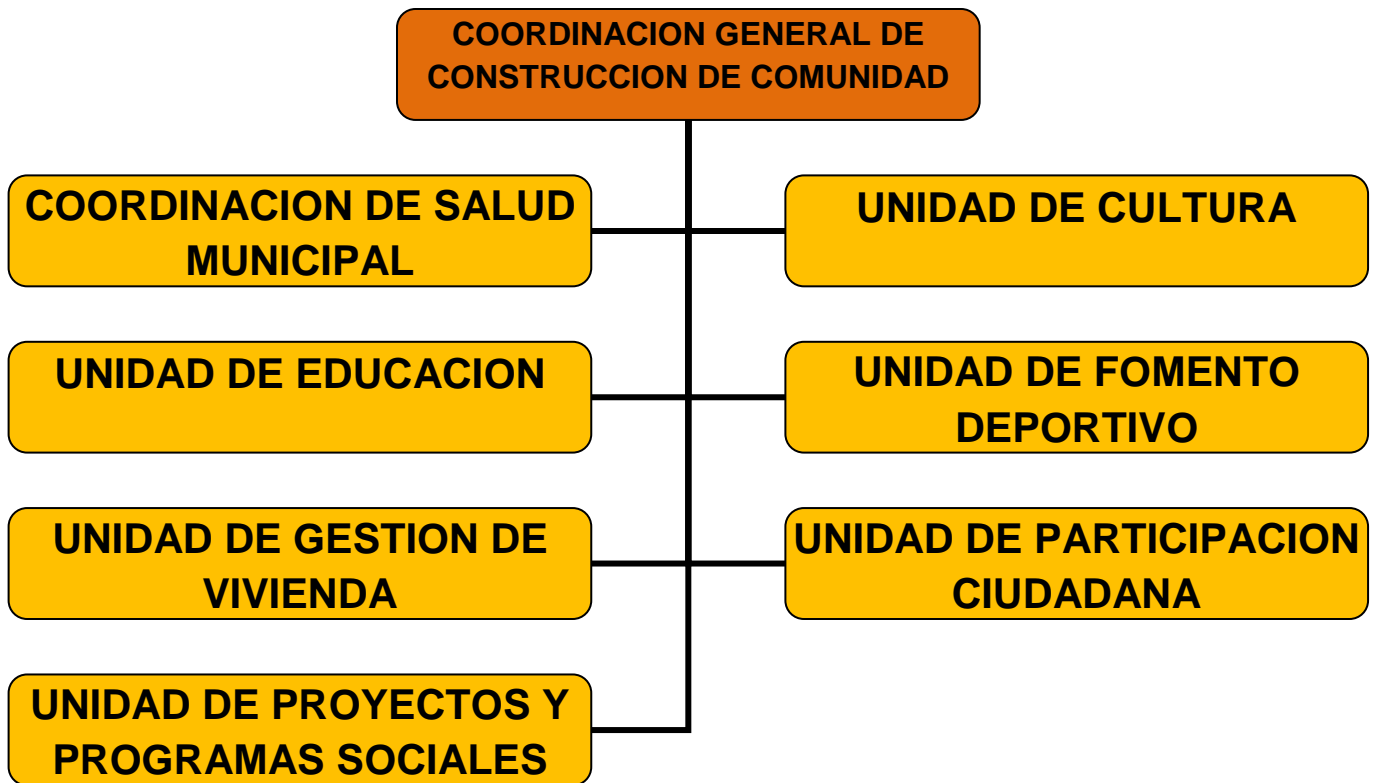 COORDINACION GENERAL DE
CONSTRUCCION DE COMUNIDAD
COORDINACION DE SALUD
MUNICIPAL
UNIDAD DE CULTURA
UNIDAD DE EDUCACION
UNIDAD DE FOMENTO
DEPORTIVO
UNIDAD DE GESTION DE
VIVIENDA
UNIDAD DE PARTICIPACION
CIUDADANA
UNIDAD DE PROYECTOS Y
PROGRAMAS SOCIALES